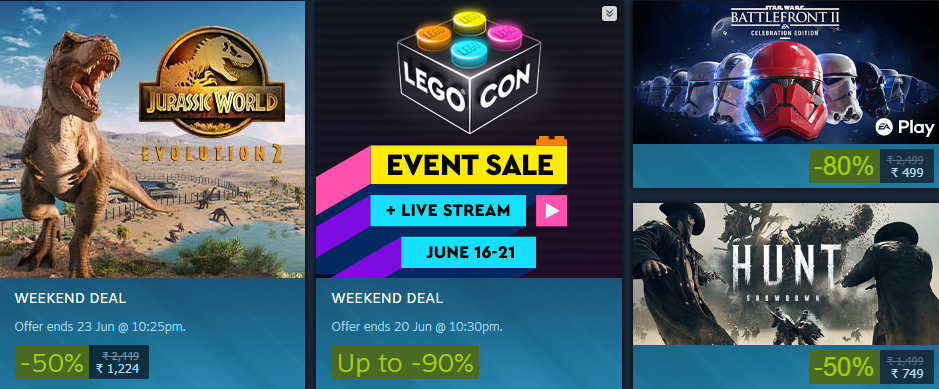 JURASSIC WORLD
EVOLUTION 2
WEEKEND DEAL
Offer ends 23 Jun @ 10:25pm.
-50%
₹ 2,449
₹ 1,224
LEGO CON
EVENT SALE
+ LIVE STREAM
JUNE 16-21
WEEKEND DEAL
Offer ends 20 Jun @ 10:30pm.
Up to -90%
STAR WARS
BATTLEFRONT II
EA
CELEBRATION EDITION
EA Play
-80%
₹ 2,499
₹ 499
HUNT
SHOWDOWN
-50%
₹ 1,499
₹ 749